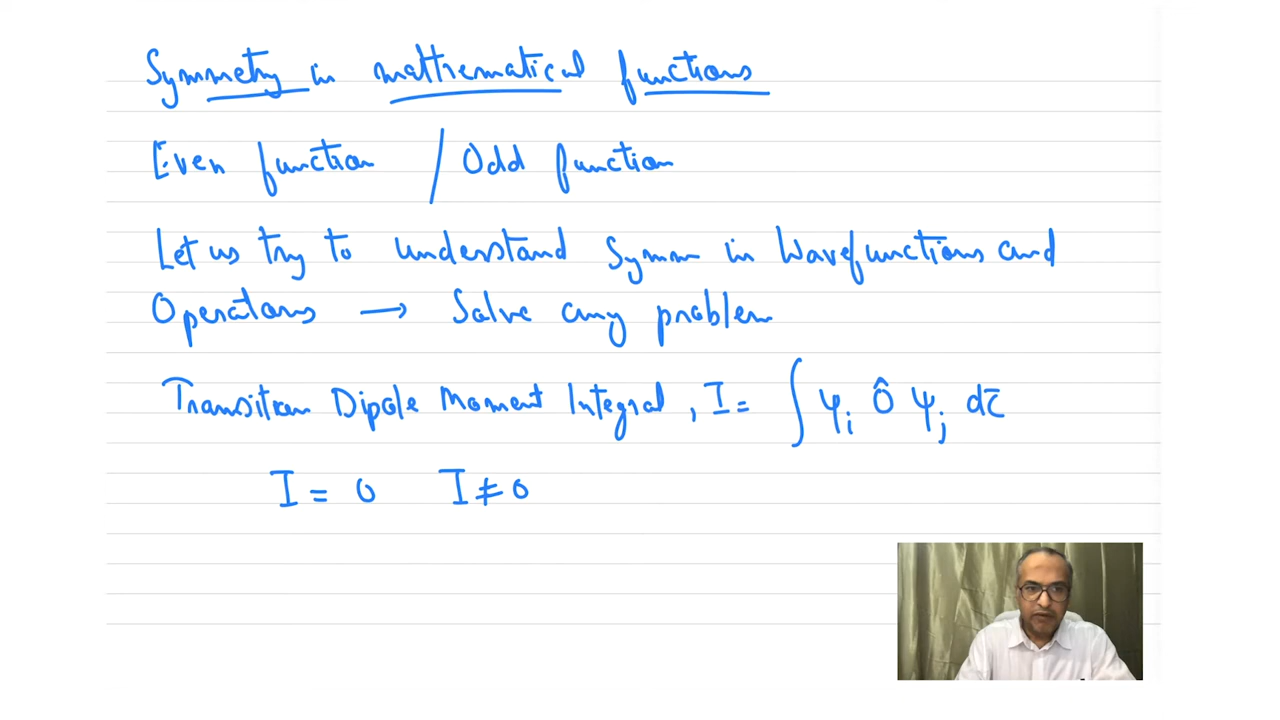 Symmetry in mathematical functions
Even function / Odd function
Let us try to understand Symm in Wavefunctions and
Operators → Solve any problem
Transition Dipole Moment Integral, I = ∫ ψi Ô ψj dτ
I = 0 I ≠ 0